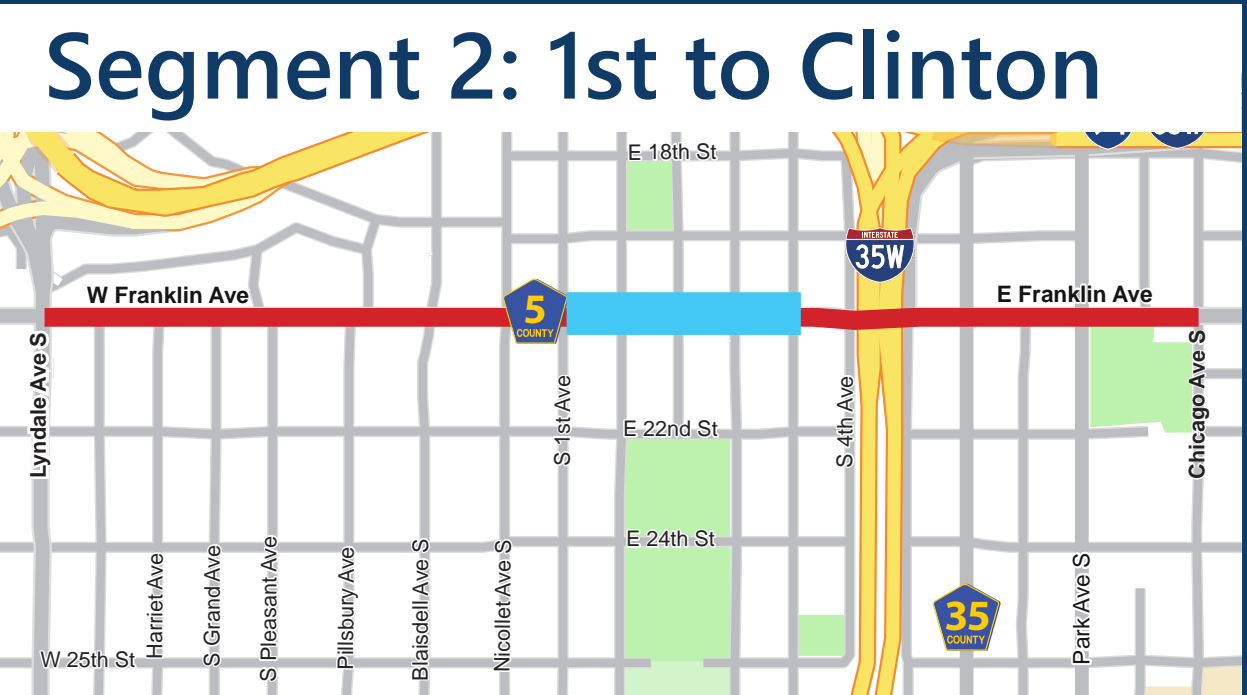 Segment 2: 1st to Clinton
E 18th St
INTERSTATE
35W
W Franklin Ave
5
COUNTY
E Franklin Ave
Lyndale Ave S
S 1st Ave
E 22nd St
S 4th Ave
Chicago Ave S
E 24th St
Harriet Ave
S Grand Ave
S Pleasant Ave
Pillsbury Ave
Blaisdell Ave S
Nicollet Ave S
35
COUNTY
Park Ave S
W 25th St